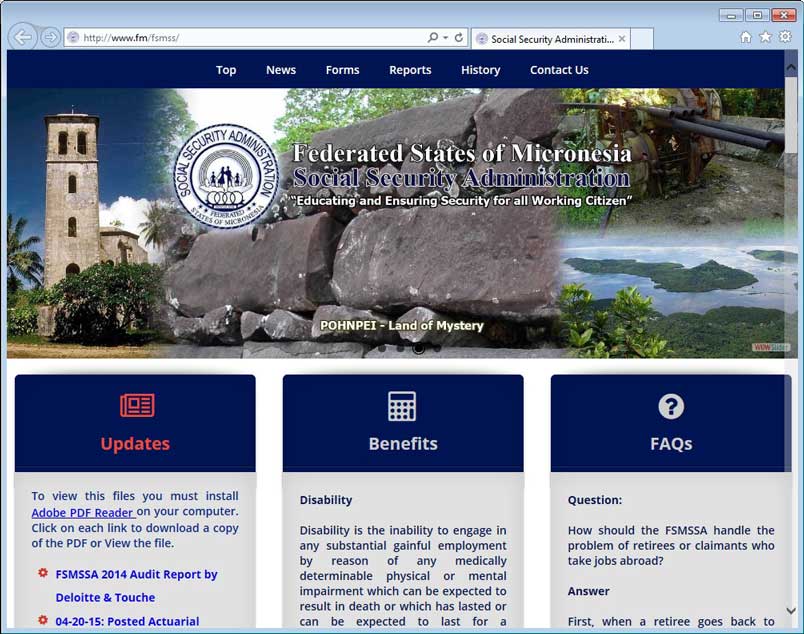 http://www.fm/fsmss/
Social Security Administrati...
Top News Forms Reports History Contact Us
SOCIAL SECURITY ADMINISTRATION
FEDERATED
STATES OF MICRONESIA
Federated States of Micronesia
Social Security Administration
“Educating and Ensuring Security for all Working Citizen”
POHNPEI - Land of Mystery
WOWSlider
Updates
To view this files you must install
Adobe PDF Reader on your computer.
Click on each link to download a copy
of the PDF or View the file.
FSMSSA 2014 Audit Report by
Deloitte & Touche
04-20-15: Posted Actuarial
Benefits
Disability
Disability is the inability to engage in
any substantial gainful employment
by reason of any medically
determinable physical or mental
impairment which can be expected to
result in death or which has lasted or
can be expected to last for a
FAQs
Question:
How should the FSMSSA handle the
problem of retirees or claimants who
take jobs abroad?
Answer
First, when a retiree goes back to